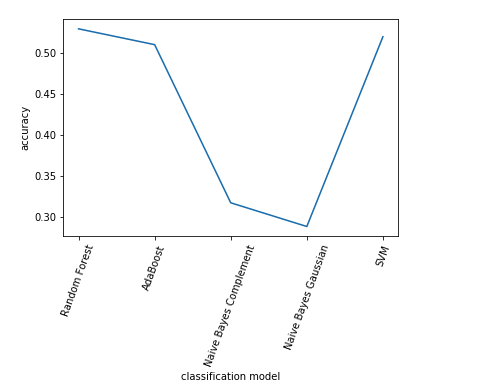 0.50
0.45
0.40
0.35
0.30
accuracy
Random Forest
AdaBoost
Naive Bayes Complement
Naive Bayes Gaussian
SVM
classification model